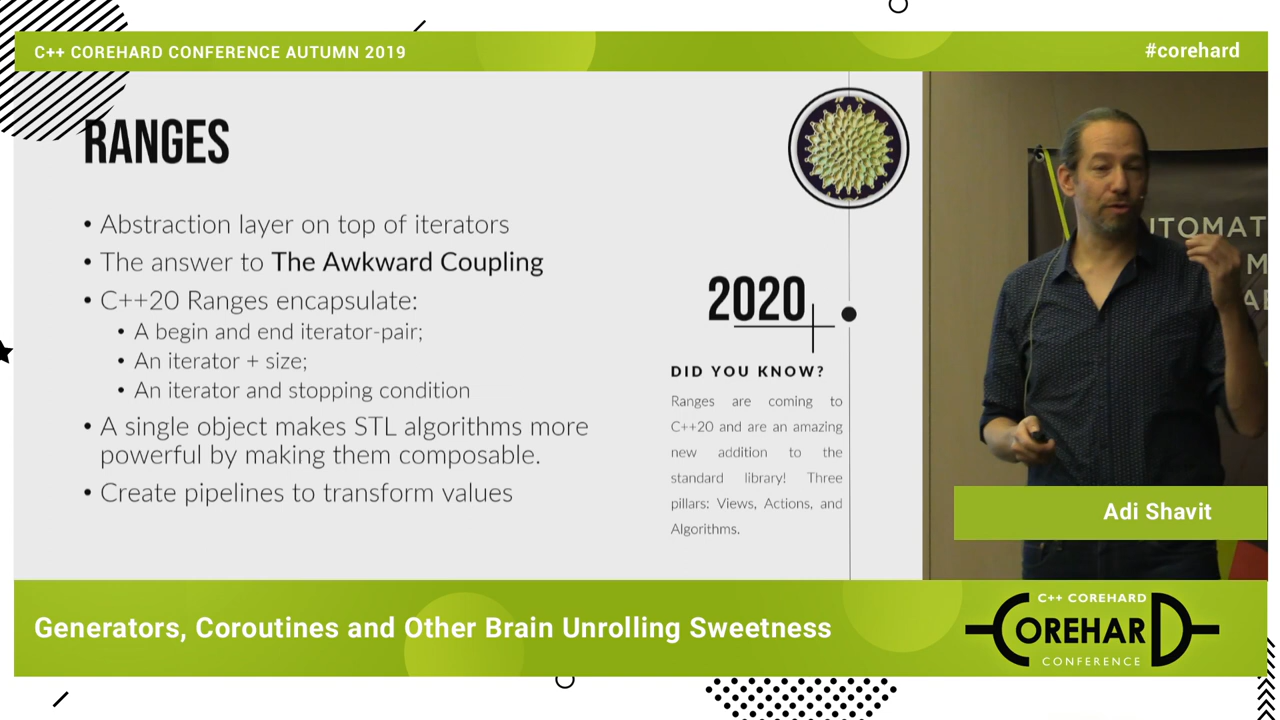 C++ COREHARD CONFERENCE AUTUMN 2019
#corehard
RANGES
• Abstraction layer on top of iterators
• The answer to The Awkward Coupling
• C++20 Ranges encapsulate:
• A begin and end iterator-pair;
• An iterator + size;
• An iterator and stopping condition
• A single object makes STL algorithms more
powerful by making them composable.
• Create pipelines to transform values
2020
DID YOU KNOW?
Ranges are coming to
C++20 and are an amazing
new addition to the
standard library! Three
pillars: Views, Actions, and
Algorithms.
Adi Shavit
Generators, Coroutines and Other Brain Unrolling Sweetness
C++ COREHARD
COREHARD
CONFERENCE